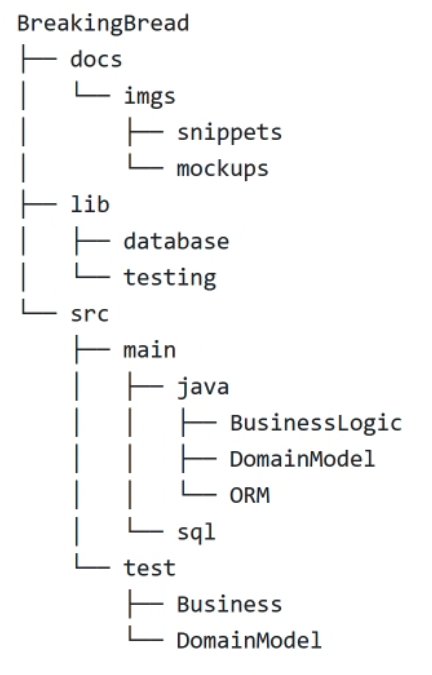 BreakingBread
├── docs
│   └── imgs
│       ├── snippets
│       └── mockups
├── lib
│   ├── database
│   └── testing
└── src
    ├── main
    │   ├── java
    │   │   ├── BusinessLogic
    │   │   ├── DomainModel
    │   │   └── ORM
    │   └── sql
    └── test
        ├── Business
        └── DomainModel